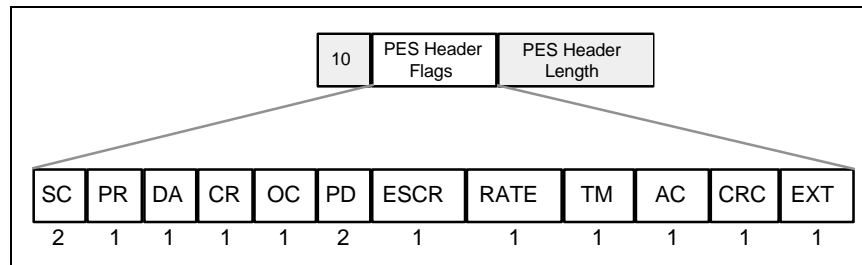 10 PES Header Flags PES Header Length
SC PR DA CR OC PD ESCR RATE TM AC CRC EXT
2 1 1 1 1 2 1 1 1 1 1 1